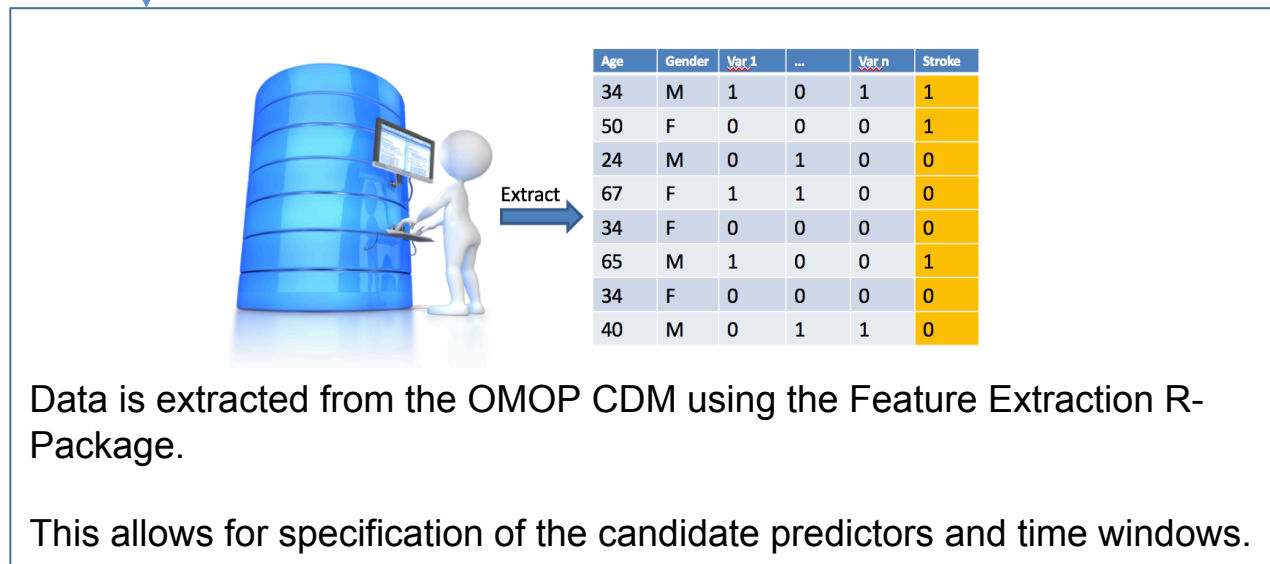 Age Gender Var 1 ... Var n Stroke
34 M 1 0 1 1
50 F 0 0 0 1
24 M 0 1 0 0
67 F 1 1 0 0
34 F 0 0 0 0
65 M 1 0 0 1
34 F 0 0 0 0
40 M 0 1 1 0
Extract
Data is extracted from the OMOP CDM using the Feature Extraction R-
Package.
This allows for specification of the candidate predictors and time windows.